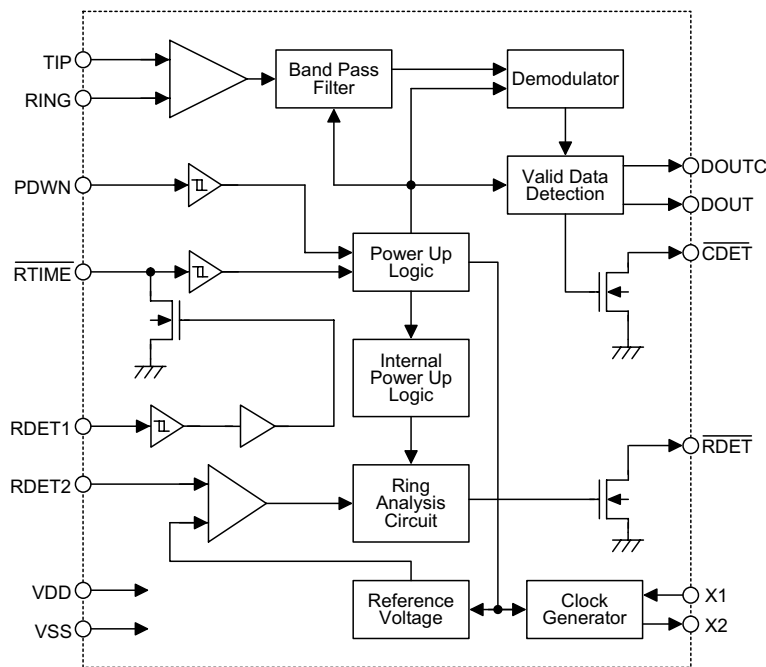 TIP
Band Pass
Filter
Demodulator
RING
PDWN
Valid Data
Detection
DOUTC
DOUT
RTIME
Power Up
Logic
CDET
Internal
Power Up
Logic
RDET1
RDET
RDET2
Ring
Analysis
Circuit
VDD
VSS
Reference
Voltage
Clock
Generator
X1
X2